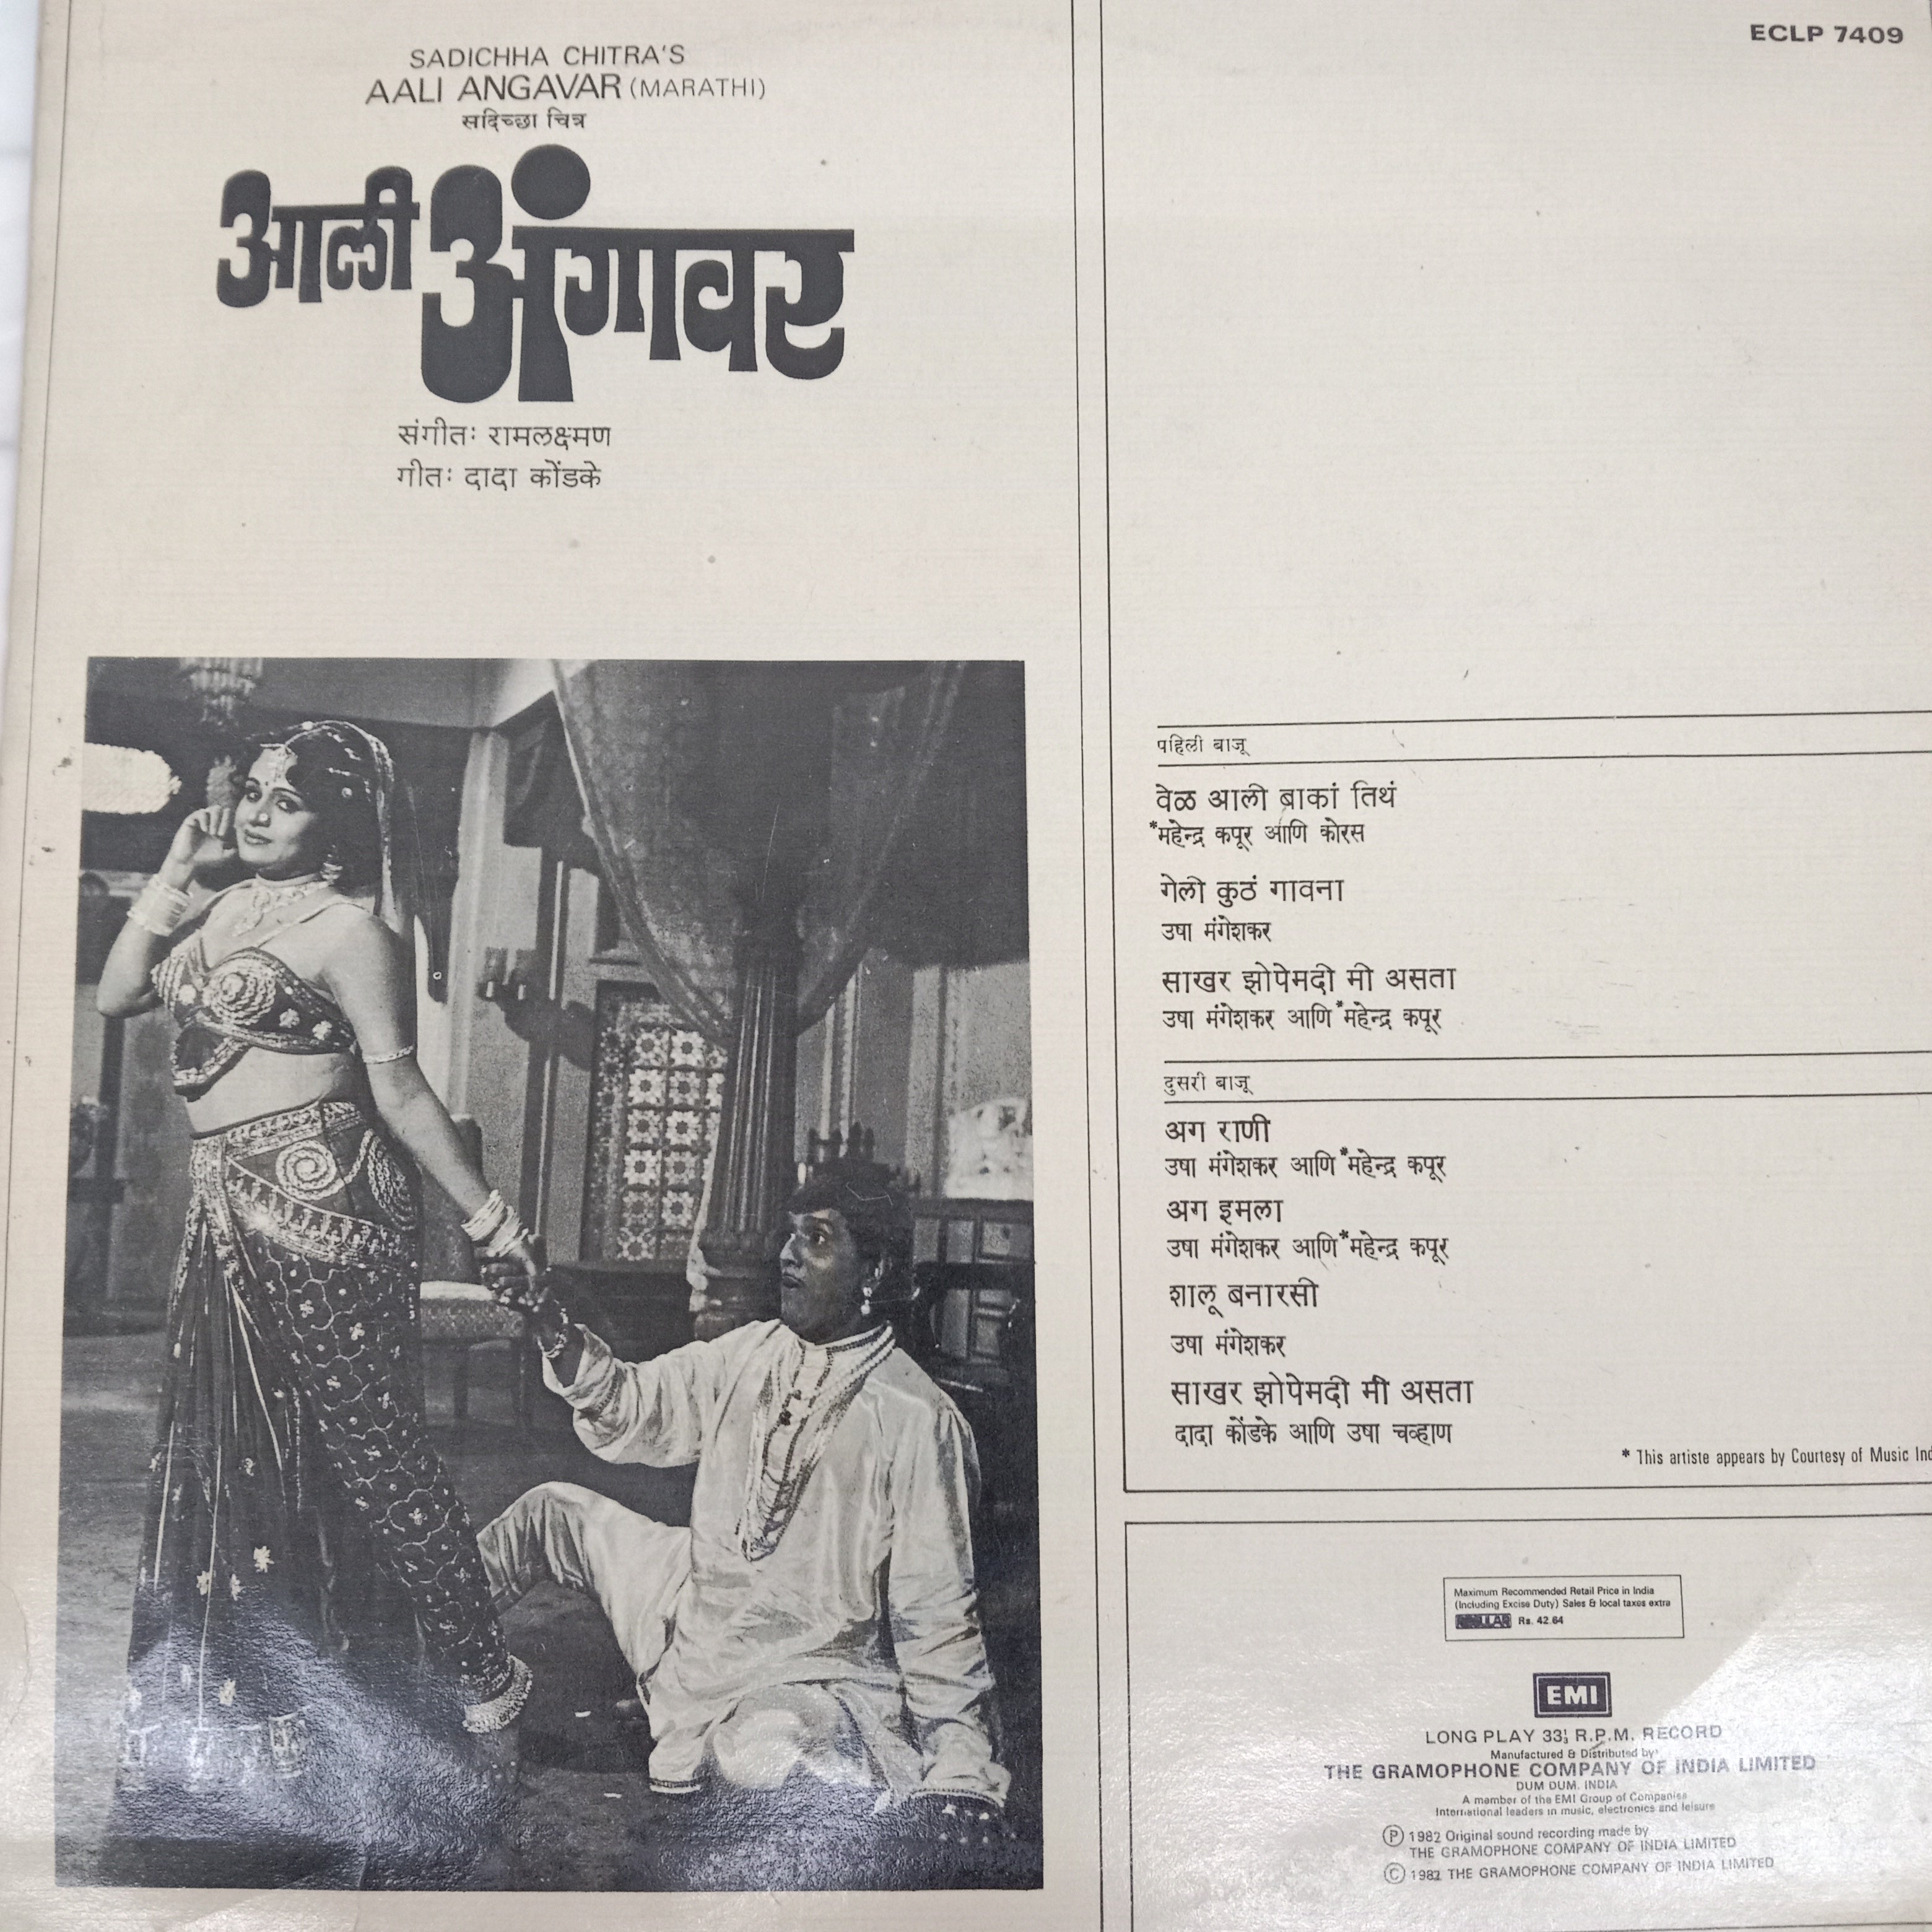 SADICHHA CHITRA'S
AALI ANGAVAR (MARATHI)
सदिच्छा चित्र
आली अंगावर
संगीतः रामलक्ष्मण
गीतः दादा कोंडके
ECLP 7409
पहिली बाजू
वेळ आली बाकां तिथं
*महेन्द्र कपूर आणि कोरस
गेली कुठं गावना
उषा मंगेशकर
साखर झोपेमदी मी असता
उषा मंगेशकर आणि *महेन्द्र कपूर
दुसरी बाजू
अग राणी
उषा मंगेशकर आणि *महेन्द्र कपूर
अग इमला
उषा मंगेशकर आणि *महेन्द्र कपूर
शालू बनारसी
उषा मंगेशकर
साखर झोपेमदी मी असता
दादा कोंडके आणि उषा चव्हाण
* This artiste appears by Courtesy of Music
Maximum Recommended Retail Price in India
(Including Excise Duty) Sales & local taxes extra
Rs. 42.64
EMI
LONG PLAY 33⅓ R.P.M. RECORD
Manufactured & Distributed by
THE GRAMOPHONE COMPANY OF INDIA LIMITED
DUM DUM. INDIA
A member of the EMI Group of Companies
International leaders in music, electronics and leisure
Ⓟ 1982 Original sound recording made by
THE GRAMOPHONE COMPANY OF INDIA LIMITED
© 1982 THE GRAMOPHONE COMPANY OF INDIA LIMITED